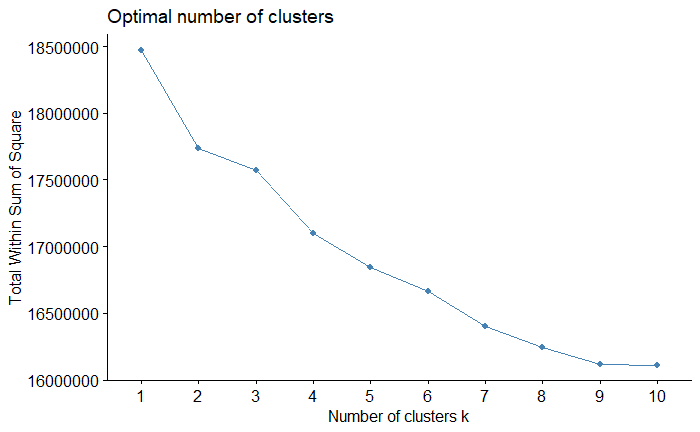 Optimal number of clusters
Total Within Sum of Square
18500000
18000000
17500000
17000000
16500000
16000000
1 2 3 4 5 6 7 8 9 10
Number of clusters k